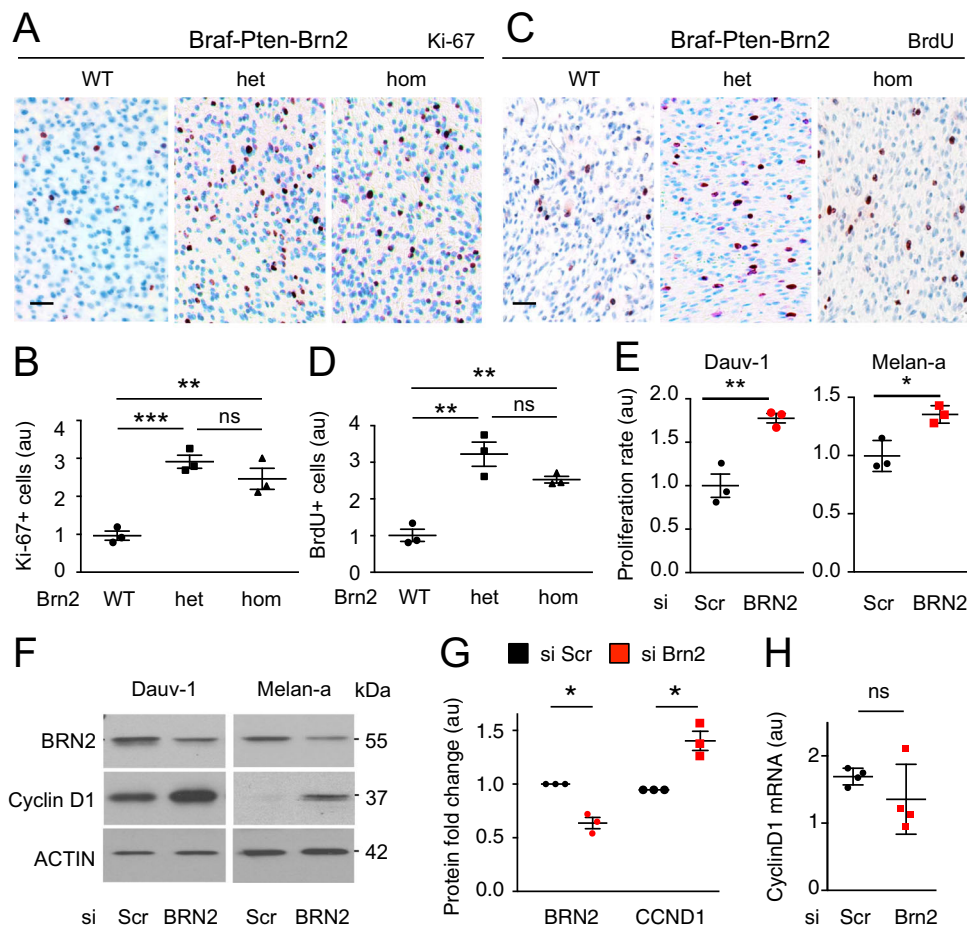 A
Braf-Pten-Brn2 Ki-67
WT het hom
C
Braf-Pten-Brn2 BrdU
WT het hom
B
Ki-67+ cells (au)
4
3
2
1
0
** 
*** ns
Brn2 WT het hom
D
BrdU+ cells (au)
4
3
2
1
0
**
** ns
Brn2 WT het hom
E
Proliferation rate (au)
Dauv-1 Melan-a
** *
2.0
1.5
1.0
0.5
0.0
1.5
1.0
0.5
0.0
si Scr BRN2 Scr BRN2
F
Dauv-1 Melan-a kDa
BRN2 55
Cyclin D1 37
ACTIN 42
si Scr BRN2 Scr BRN2
G
si Scr si Brn2
Protein fold change (au)
* *
1.5
1.0
0.5
0.0
BRN2 CCND1
H
CyclinD1 mRNA (au)
ns
2
1
0
si Scr Brn2